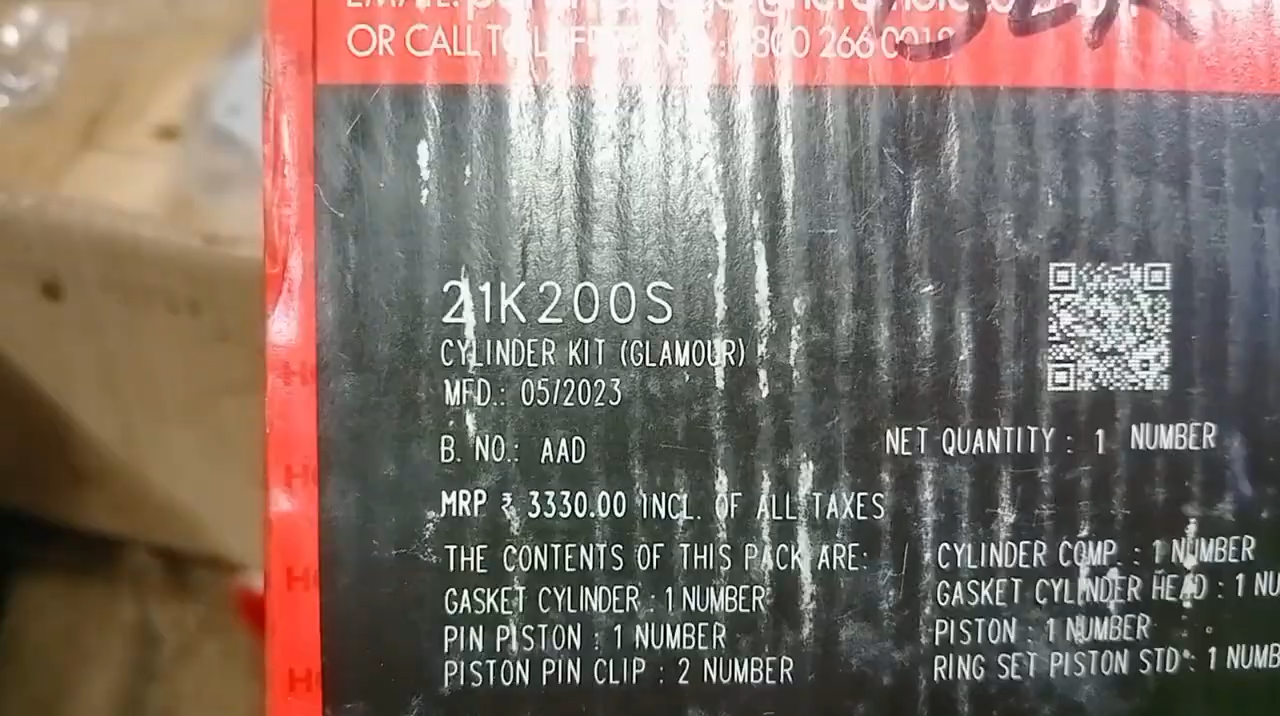 EMAIL:
OR CALL TOLL FREE NO.: 1800 266 0018
21K200S
CYLINDER KIT (GLAMOUR)
MFD.: 05/2023
B. NO.: AAD
NET QUANTITY : 1 NUMBER
MRP ₹ 3330.00 INCL. OF ALL TAXES
THE CONTENTS OF THIS PACK ARE:
CYLINDER COMP. : 1 NUMBER
GASKET CYLINDER : 1 NUMBER
GASKET CYLINDER HEAD : 1 NU
PIN PISTON : 1 NUMBER
PISTON : 1 NUMBER
PISTON PIN CLIP : 2 NUMBER
RING SET PISTON STD : 1 NUMB